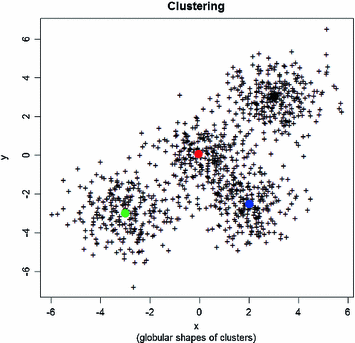 Clustering
6
4
2
0
-2
-4
-6
y
-6 -4 -2 0 2 4 6
x
(globular shapes of clusters)